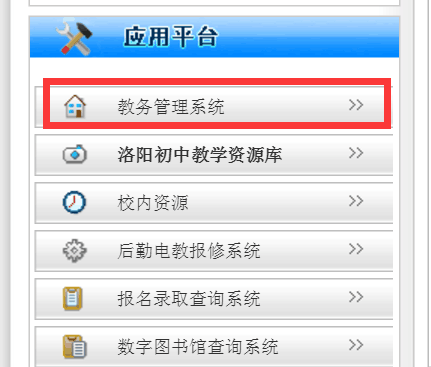 应用平台
教务管理系统 >>
洛阳初中教学资源库 >>
校内资源 >>
后勤电教报修系统 >>
报名录取查询系统 >>
数字图书馆查询系统 >>